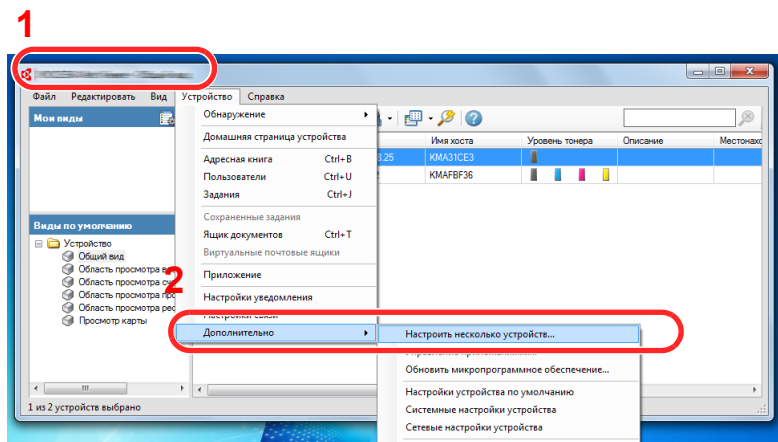 1
Файл Редактировать Вид Устройство Справка
Мои виды
Обнаружение
Домашняя страница устройства
Адресная книга Ctrl+B
Пользователи Ctrl+U
Задания Ctrl+J
Сохраненные задания
Ящик документов Ctrl+T
Виртуальные почтовые ящики
Приложение
Настройки уведомления
Настройки связи
Дополнительно
Имя хоста Уровень тонера Описание
3.25 KMA31CE3
KMAFBF36
Виды по умолчанию
Устройство
Общий вид
Область просмотра
Область просмотра
Область просмотра
Область просмотра
Просмотр карты
2
Настроить несколько устройств...
Обновить микропрограммное обеспечение...
Настройки устройства по умолчанию
Системные настройки устройства
Сетевые настройки устройства
1 из 2 устройств выбрано